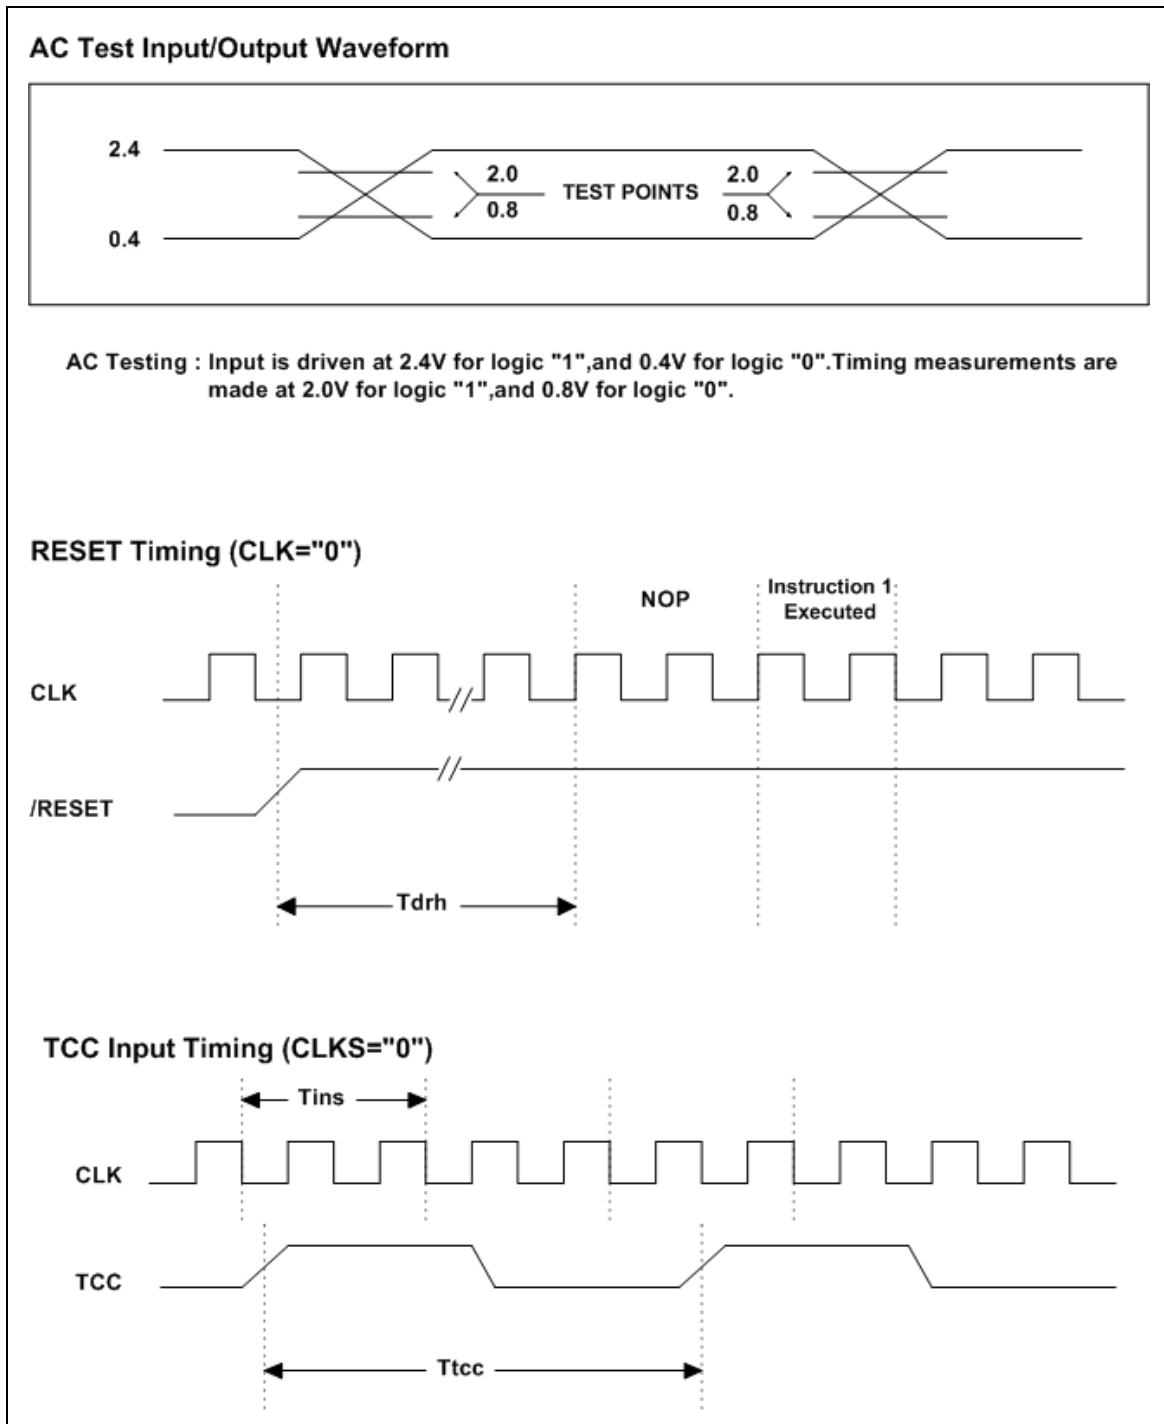 AC Test Input/Output Waveform
2.4
2.0
TEST POINTS
2.0
0.8
0.8
0.4
AC Testing : Input is driven at 2.4V for logic "1",and 0.4V for logic "0".Timing measurements are
made at 2.0V for logic "1",and 0.8V for logic "0".
RESET Timing (CLK="0")
NOP
Instruction 1
Executed
CLK
/RESET
Tdrh
TCC Input Timing (CLKS="0")
Tins
CLK
TCC
Ttcc